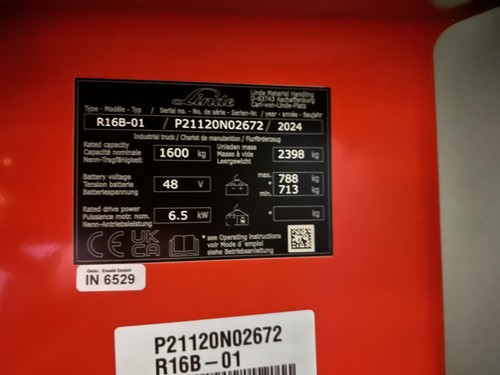 Linde
Linde Material Handling
D-63743 Aschaffenburg
Carl-von-Linde-Platz
Type - Modèle - Typ / Serial no. - No. de série - Serien-Nr. / year - année - Baujahr
R16B-01 / P21120N02672 / 2024
Industrial truck / Chariot de manutention / Flurförderzeug
Rated capacity
Capacité nominale
Nenn-Tragfähigkeit
1600 kg
Unladen mass
Masse à vide
Leergewicht
2398 kg
Battery voltage
Tension batterie
Batteriespannung
48 V
max. 788 kg
* min. 713 kg
Rated drive power
Puissance motr. nom.
Nenn-Antriebsleistung
6.5 kW
* kg
CE UK CA
* see Operating instructions
voir Mode d'emploi
siehe Betriebsanleitung
Gebr. Ewald GmbH
IN 6529
P21120N02672
R16B-01